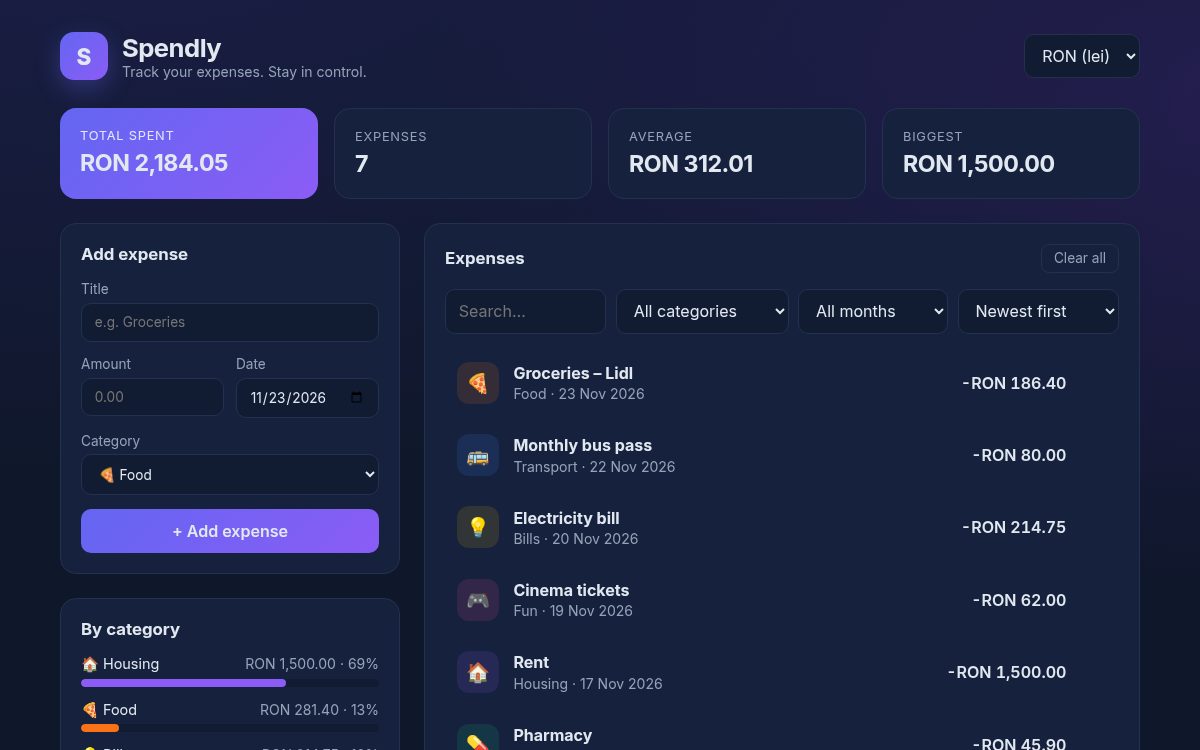 S
Spendly
Track your expenses. Stay in control.
RON (lei)
TOTAL SPENT
RON 2,184.05
EXPENSES
7
AVERAGE
RON 312.01
BIGGEST
RON 1,500.00
Add expense
Title
e.g. Groceries
Amount
Date
0.00
11/23/2026
Category
🍕 Food
+ Add expense
By category
🏠 Housing
RON 1,500.00 · 69%
🍕 Food
RON 281.40 · 13%
Expenses
Clear all
Search…
All categories
All months
Newest first
Groceries – Lidl
Food · 23 Nov 2026
-RON 186.40
Monthly bus pass
Transport · 22 Nov 2026
-RON 80.00
Electricity bill
Bills · 20 Nov 2026
-RON 214.75
Cinema tickets
Fun · 19 Nov 2026
-RON 62.00
Rent
Housing · 17 Nov 2026
-RON 1,500.00
Pharmacy
-RON 45.90